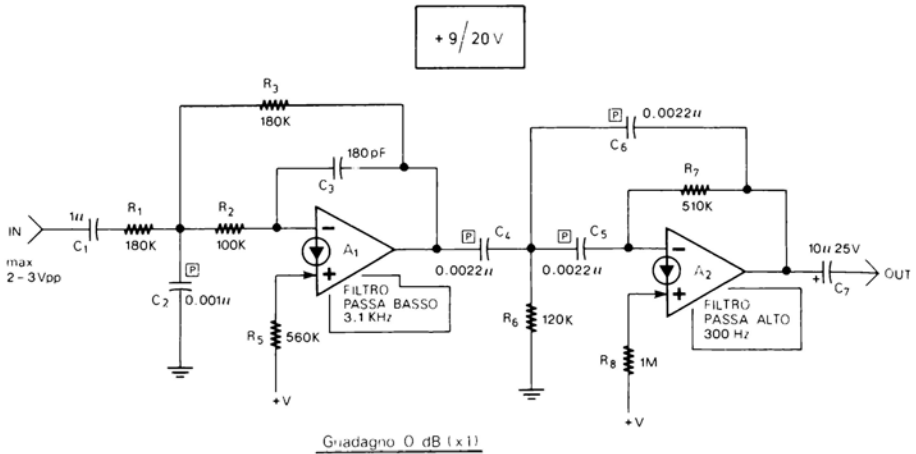 + 9/20 V
R3
180K
P
0.0022u
C6
180pF
C3
R7
510K
1u
R1
R2
C4
P
C5
10u 25V
IN
C1
180K
100K
−
A1
+
P
0.0022u
0.0022u
−
A2
+
+
C7
OUT
max
2-3Vpp
P
C2
0.001u
FILTRO
PASSA BASSO
3.1 KHz
FILTRO
PASSA ALTO
300 Hz
R5
560K
R6
120K
R8
1M
+V
+V
Guadagno 0 dB (x1)